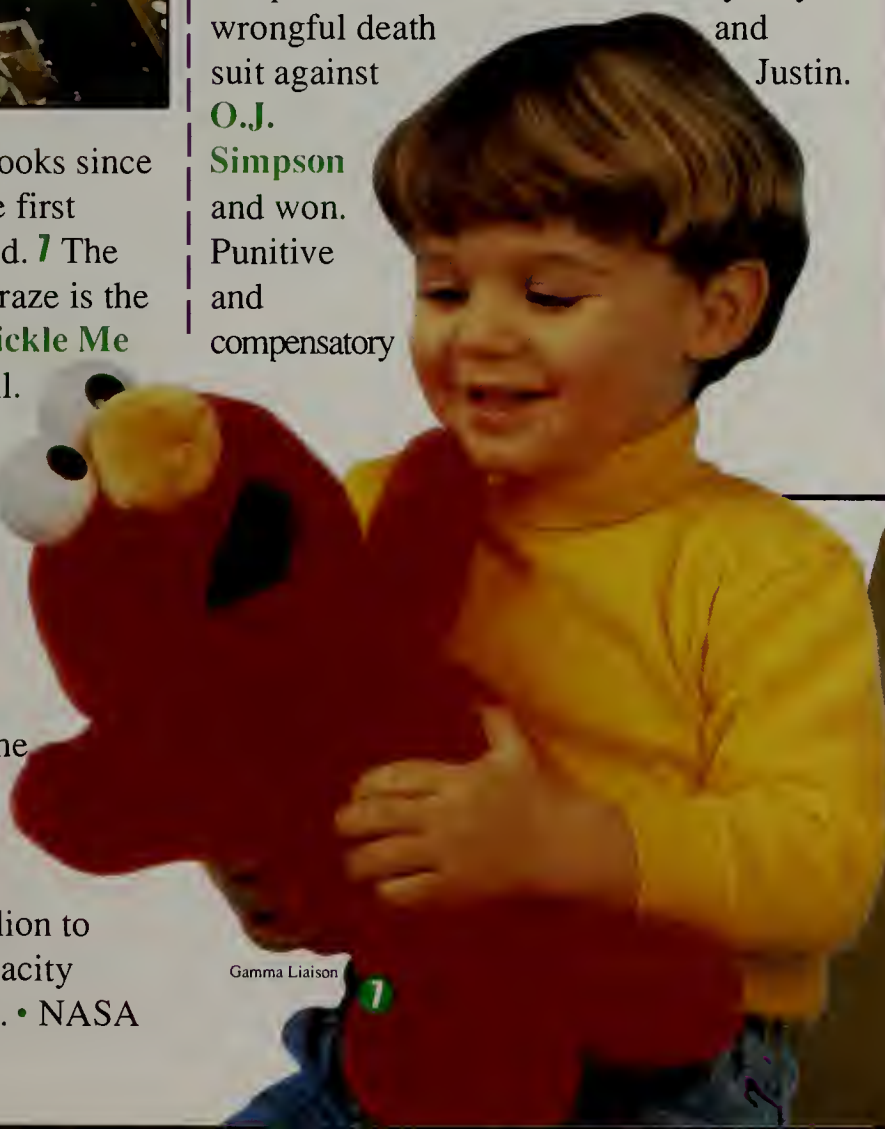 ooks since
e first
d. 7 The
raze is the
ickle Me
l.
ne
lion to
acity
. • NASA
wrongful death
suit against
O.J.
Simpson
and won.
Punitive
and
compensatory
and
Justin.
Gamma Liaison
7